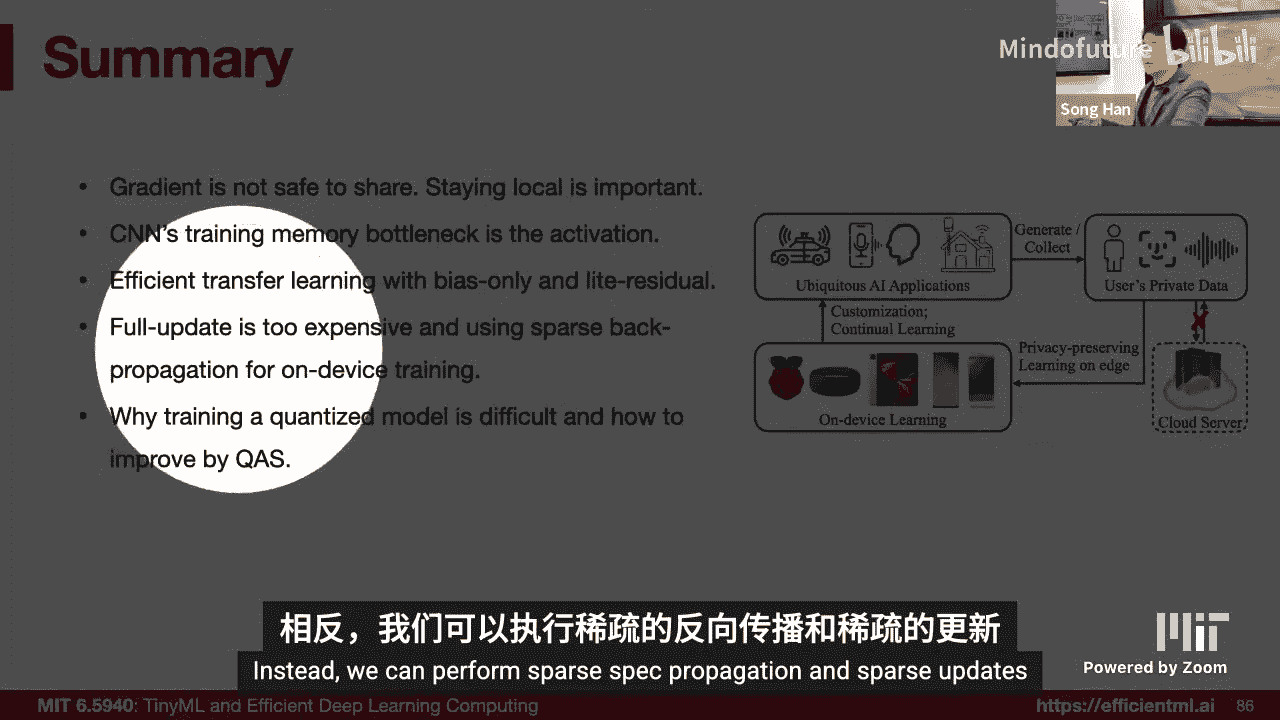 Summary
Mindofuture bilibili
Song Han
• Gradient is not safe to share. Staying local is important.
• CNN's training memory bottleneck is the activation.
• Efficient transfer learning with bias-only and lite-residual.
• Full-update is too expensive and using sparse back-
propagation for on-device training.
• Why training a quantized model is difficult and how to
improve by QAS.
Ubiquitous AI Applications
Generate /
Collect
User's Private Data
Customization;
Continual Learning
Privacy-preserving
Learning on edge
On-device Learning
Cloud Server
相反，我们可以执行稀疏的反向传播和稀疏的更新
Instead, we can perform sparse spec propagation and sparse updates
MIT
Powered by Zoom
MIT 6.5940: TinyML and Efficient Deep Learning Computing
https://efficientml.ai 86